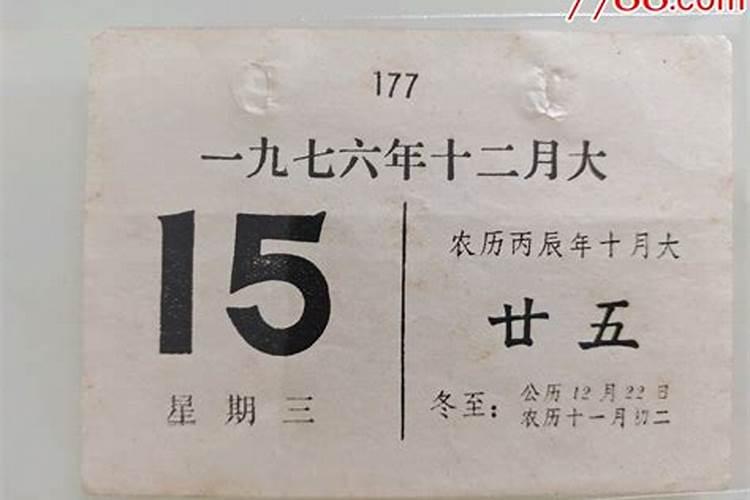 7788.com
177
一九七六年十二月大
15
星期三
农历丙辰年十月大
廿五
冬至：
公历12月22日
农历十一月初二